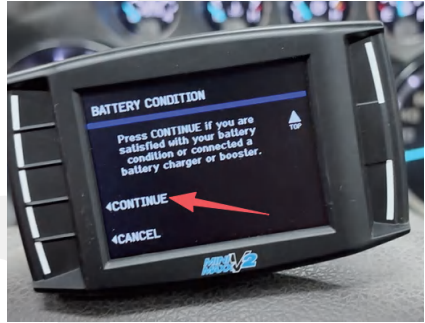 BATTERY CONDITION
Press CONTINUE if you are
satisfied with your battery
condition or connected a
battery charger or booster.
TOP
CONTINUE
CANCEL
MINI
MAXX
V2